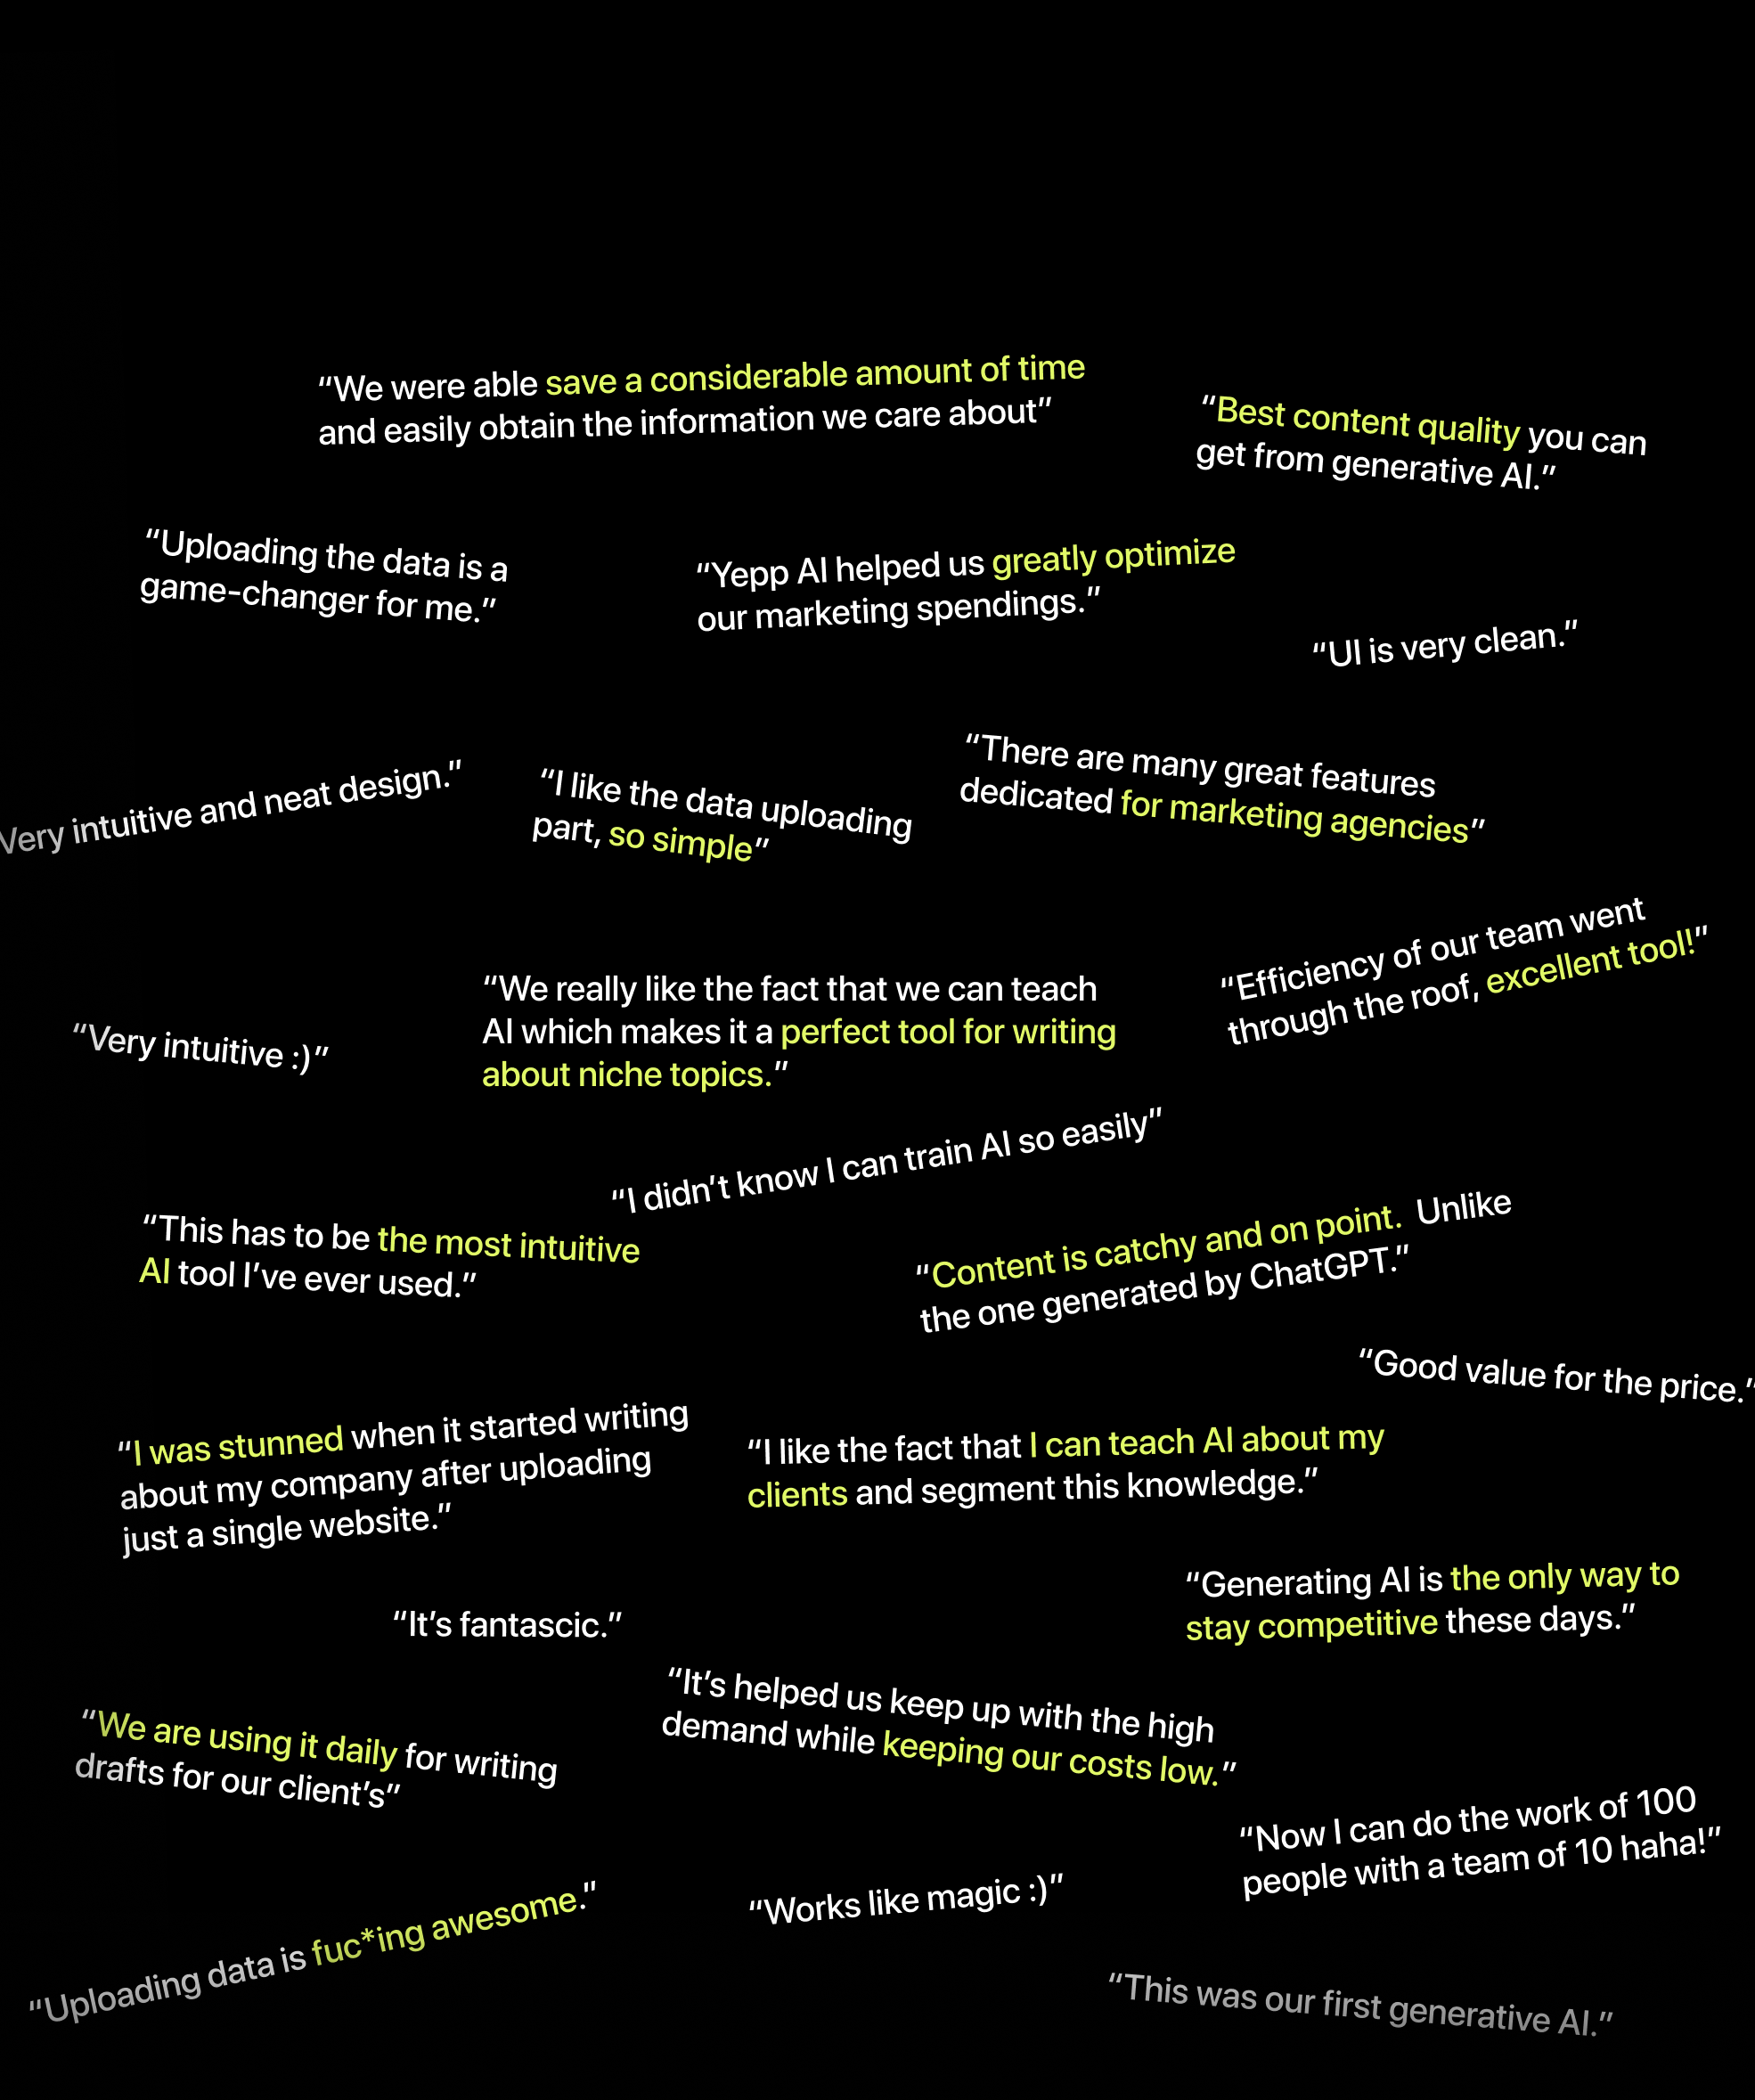 “We were able save a considerable amount of time
and easily obtain the information we care about”
“Best content quality you can
get from generative AI.”
“Uploading the data is a
game-changer for me.”
“Yepp AI helped us greatly optimize
our marketing spendings.”
“UI is very clean.”
Very intuitive and neat design.”
“I like the data uploading
part, so simple”
“There are many great features
dedicated for marketing agencies”
“Efficiency of our team went
through the roof, excellent tool!”
“Very intuitive :)”
“We really like the fact that we can teach
AI which makes it a perfect tool for writing
about niche topics.”
“I didn’t know I can train AI so easily”
“This has to be the most intuitive
AI tool I’ve ever used.”
“Content is catchy and on point. Unlike
the one generated by ChatGPT.”
“Good value for the price.”
“I was stunned when it started writing
about my company after uploading
just a single website.”
“I like the fact that I can teach AI about my
clients and segment this knowledge.”
“Generating AI is the only way to
stay competitive these days.”
“It’s fantascic.”
“It’s helped us keep up with the high
demand while keeping our costs low.”
“We are using it daily for writing
drafts for our client’s”
“Now I can do the work of 100
people with a team of 10 haha!”
“Works like magic :)”
“Uploading data is fuc*ing awesome.”
“This was our first generative AI.”